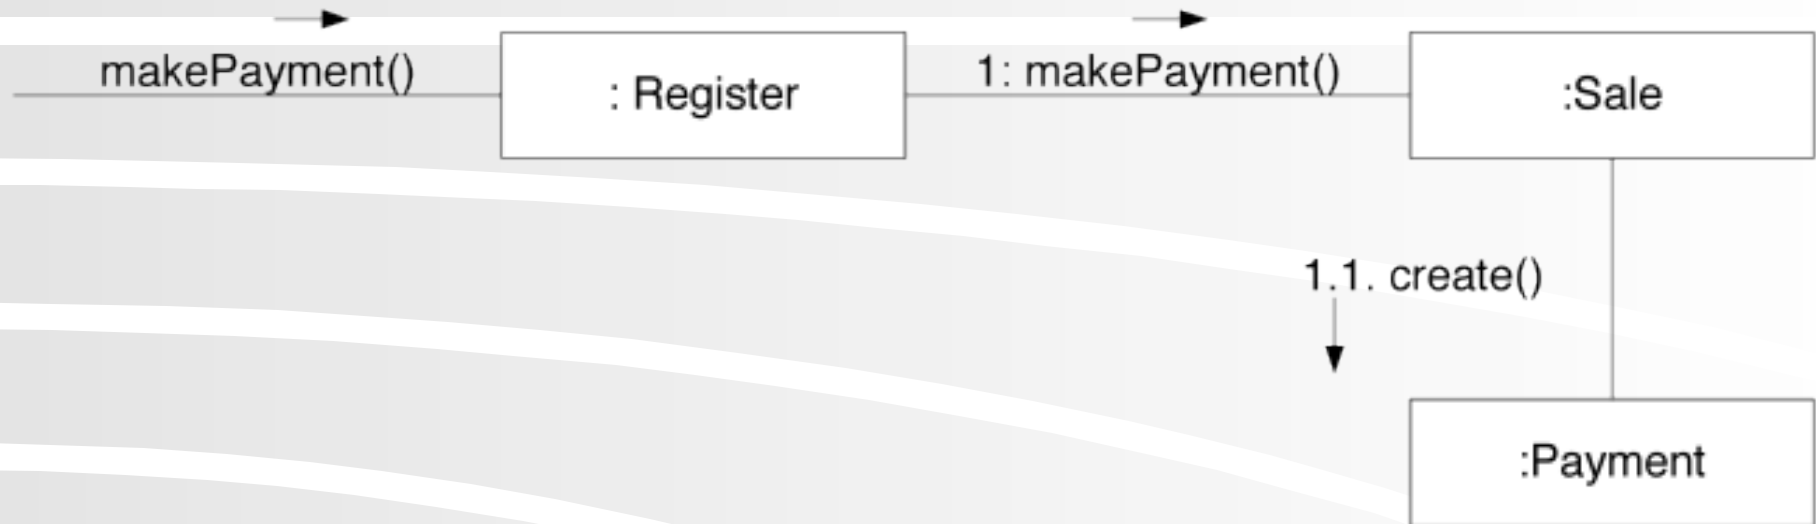 makePayment()
: Register
1: makePayment()
:Sale
1.1. create()
:Payment